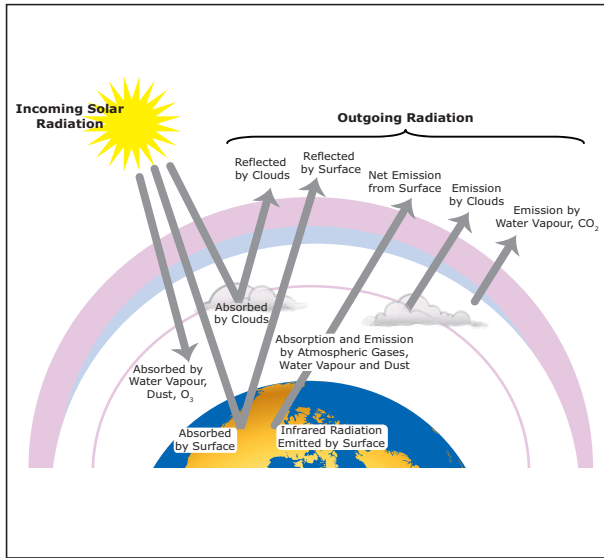 Incoming Solar
Radiation
Outgoing Radiation
Reflected
by Clouds
Reflected
by Surface
Net Emission
from Surface
Emission
by Clouds
Emission by
Water Vapour, CO₂
Absorbed
by Clouds
Absorption and Emission
by Atmospheric Gases,
Water Vapour and Dust
Absorbed by
Water Vapour,
Dust, O₃
Absorbed
by Surface
Infrared Radiation
Emitted by Surface